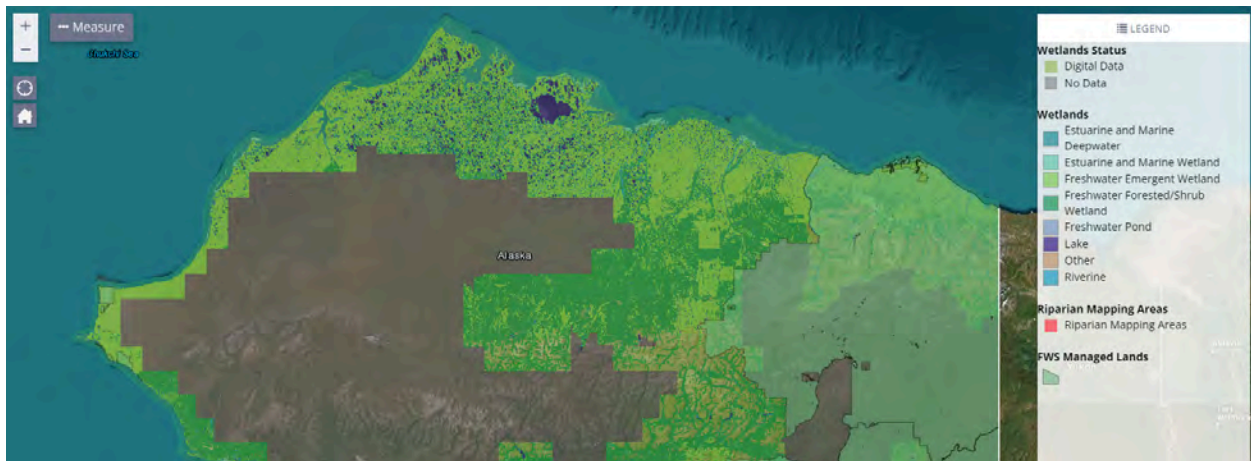 +
Measure
−
Chukchi Sea
Alaska
LEGEND
Wetlands Status
Digital Data
No Data
Wetlands
Estuarine and Marine
Deepwater
Estuarine and Marine Wetland
Freshwater Emergent Wetland
Freshwater Forested/Shrub
Wetland
Freshwater Pond
Lake
Other
Riverine
Riparian Mapping Areas
Riparian Mapping Areas
FWS Managed Lands